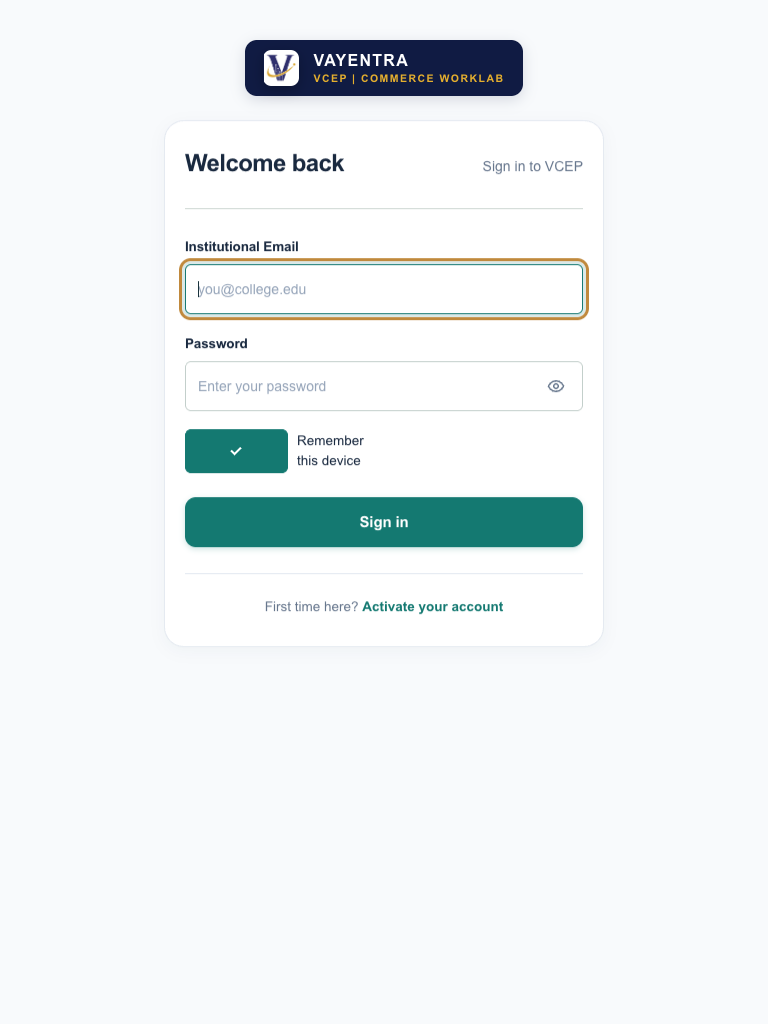 VAYENTRA
VCEP | COMMERCE WORKLAB
Welcome back
Sign in to VCEP
Institutional Email
you@college.edu
Password
Enter your password
Remember
this device
Sign in
First time here? Activate your account